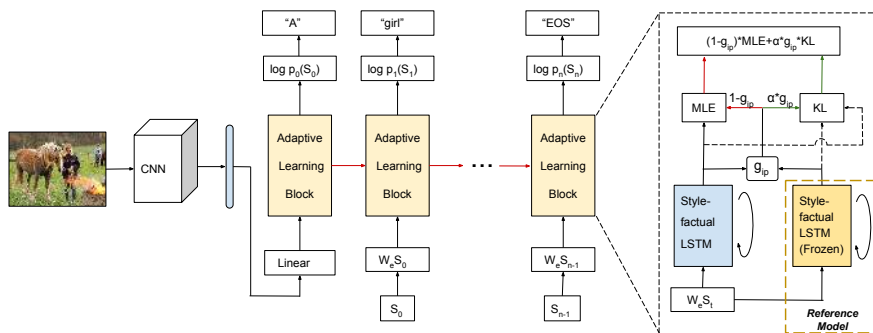 “A”
“girl”
“EOS”
(1-g_ip)*MLE+α*g_ip*KL
log p_0(S_0)
log p_1(S_1)
log p_n(S_n)
MLE
1-g_ip
α*g_ip
KL
CNN
Adaptive
Learning
Block
Adaptive
Learning
Block
...
Adaptive
Learning
Block
g_ip
Style-
factual
LSTM
Style-
factual
LSTM
(Frozen)
Linear
W_eS_0
W_eS_n-1
W_eS_t
S_0
S_n-1
Reference
Model